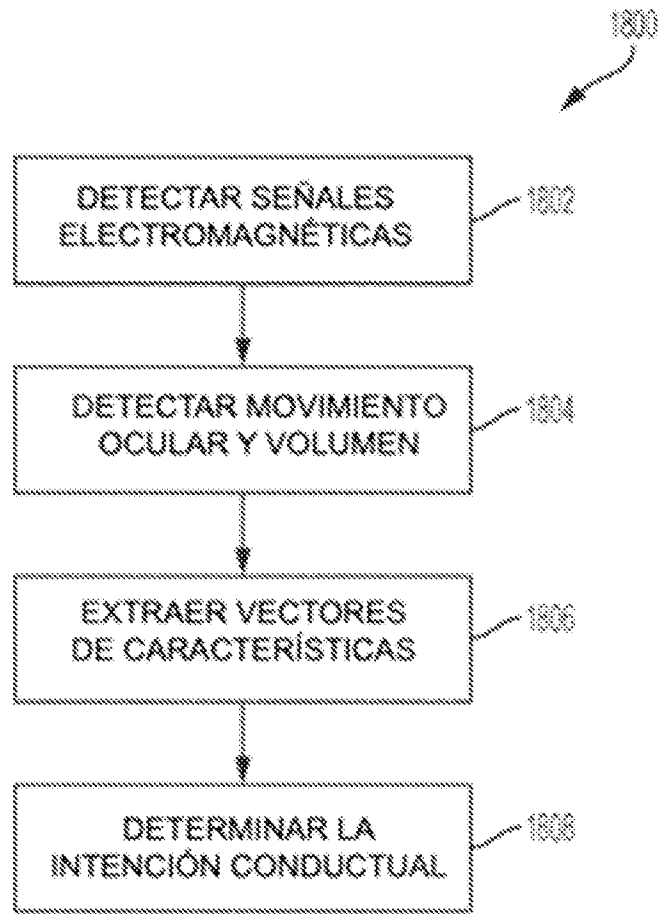 1800
DETECTAR SEÑALES
ELECTROMAGNÉTICAS
1802
DETECTAR MOVIMIENTO
OCULAR Y VOLUMEN
1804
EXTRAER VECTORES
DE CARACTERÍSTICAS
1806
DETERMINAR LA
INTENCIÓN CONDUCTUAL
1808